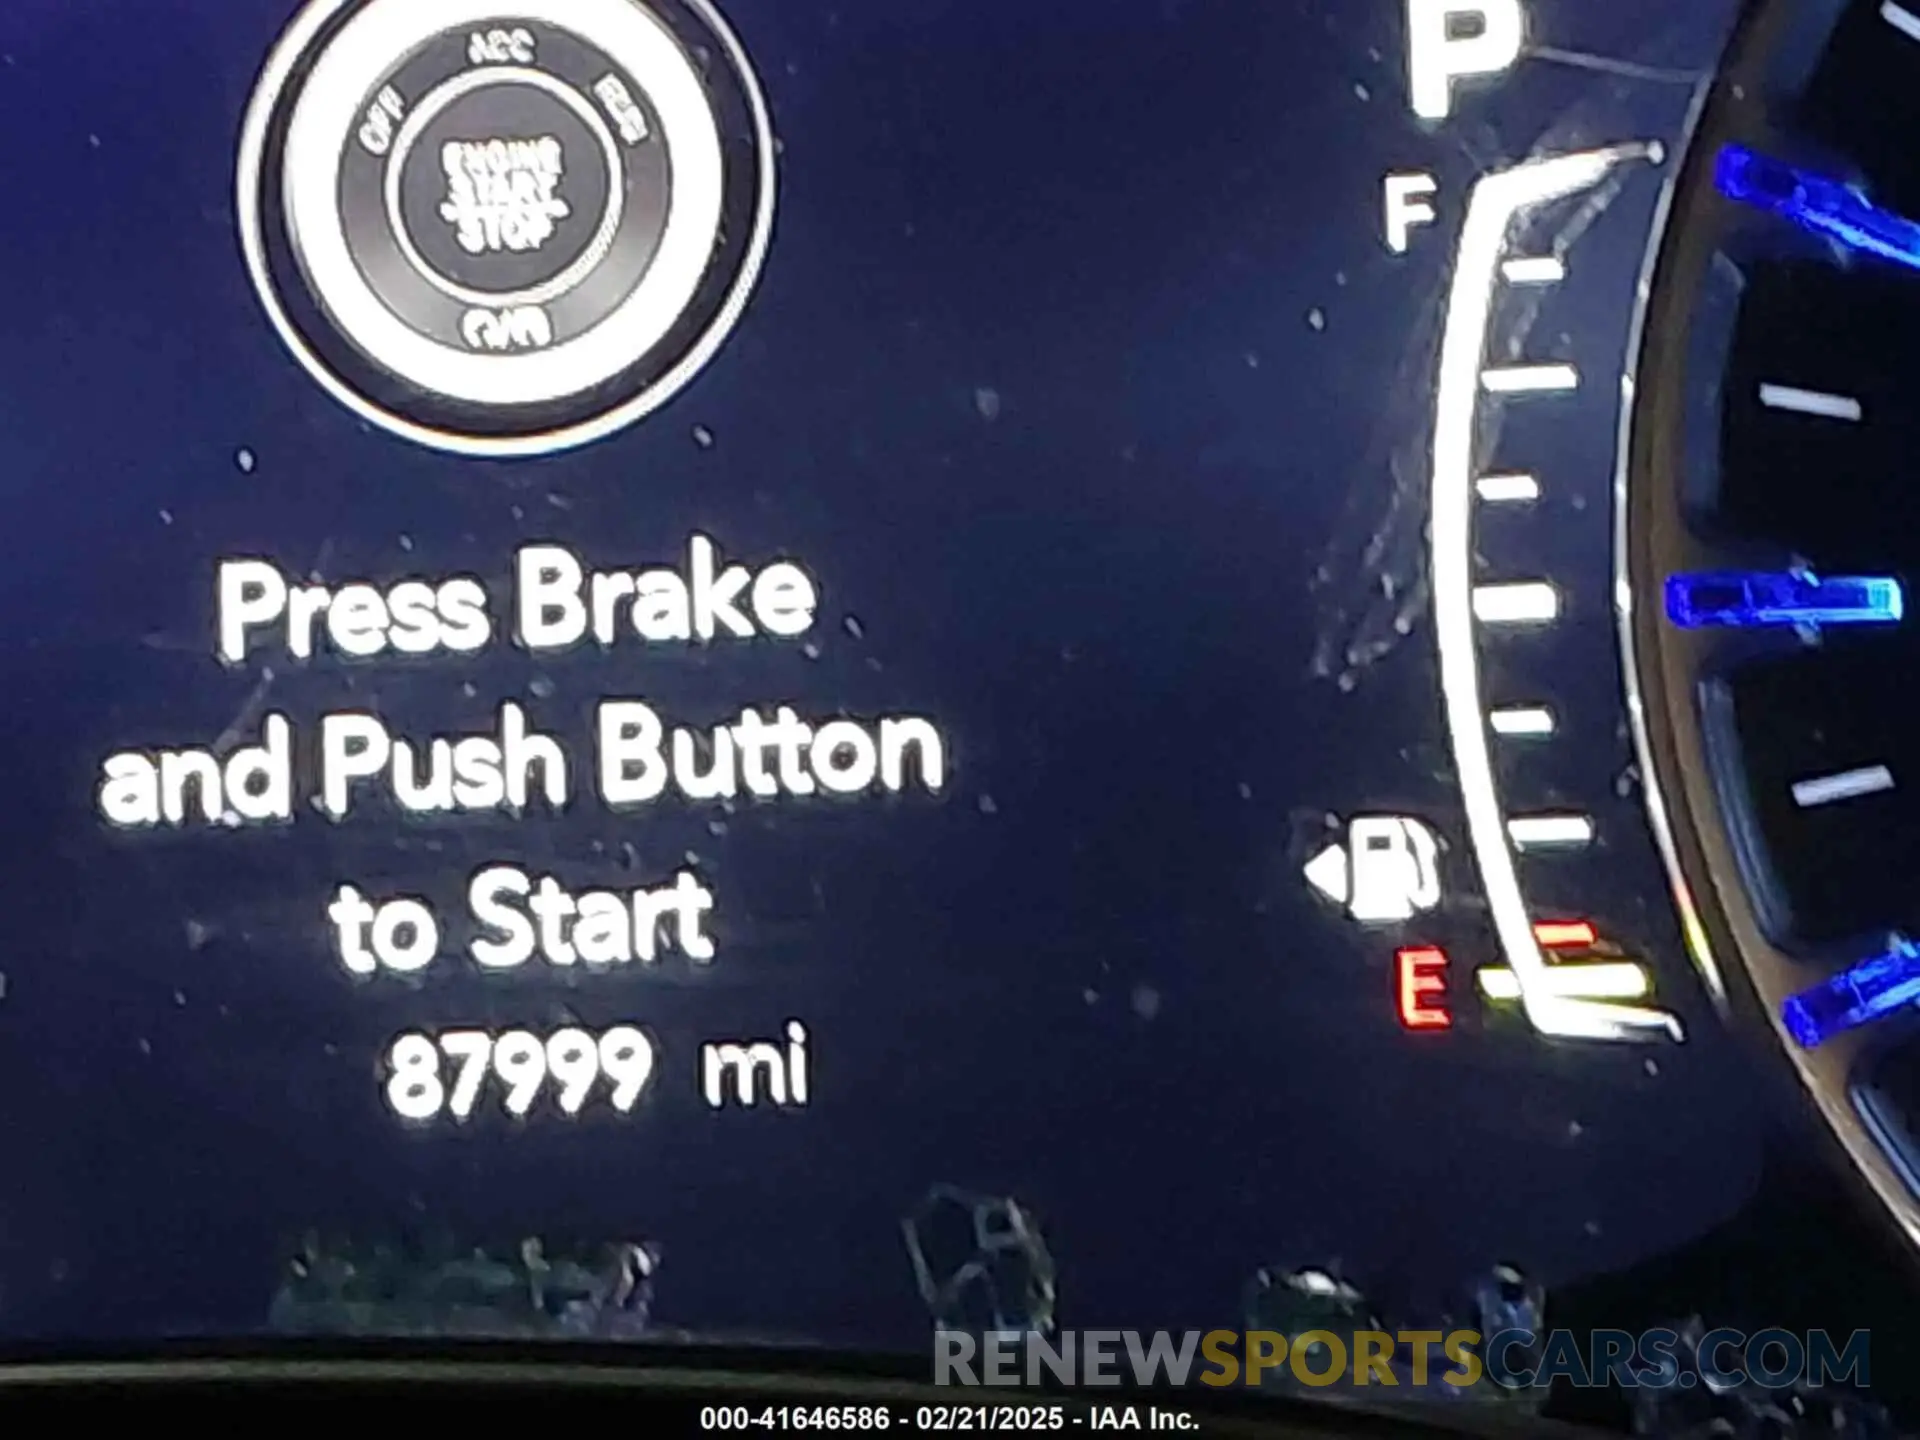 P
ACC
OFF
RUN
ENGINE
START
STOP
F
Press Brake
and Push Button
to Start
E
87999 mi
RENEWSPORTSCARS.COM
000-41646586 - 02/21/2025 - IAA Inc.